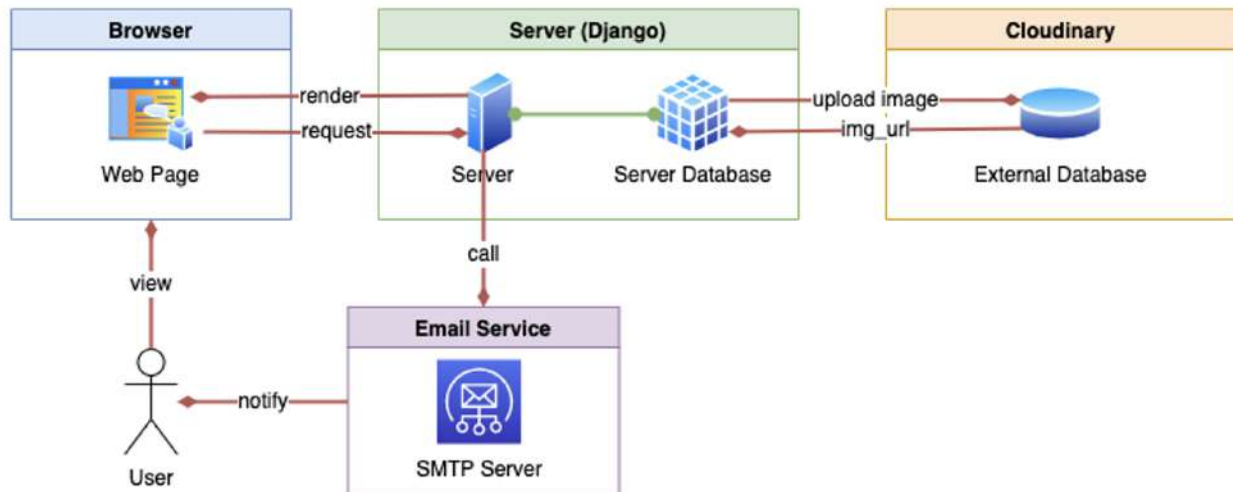 Browser
Server (Django)
Cloudinary
render
request
upload image
img_url
Web Page
Server
Server Database
External Database
view
call
Email Service
notify
SMTP Server
User